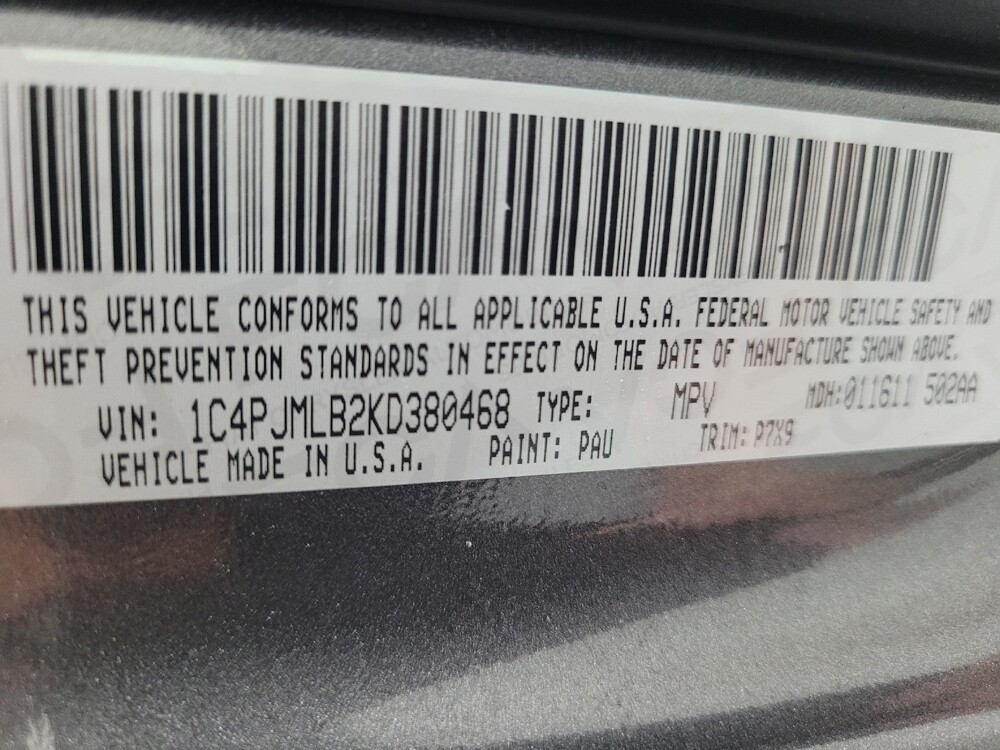 THIS VEHICLE CONFORMS TO ALL APPLICABLE U.S.A. FEDERAL MOTOR VEHICLE SAFETY AND
THEFT PREVENTION STANDARDS IN EFFECT ON THE DATE OF MANUFACTURE SHOWN ABOVE.
VIN: 1C4PJMLB2KD380468 TYPE: MPV MDH:011611 502AA
VEHICLE MADE IN U.S.A. PAINT: PAU TRIM: P7X9